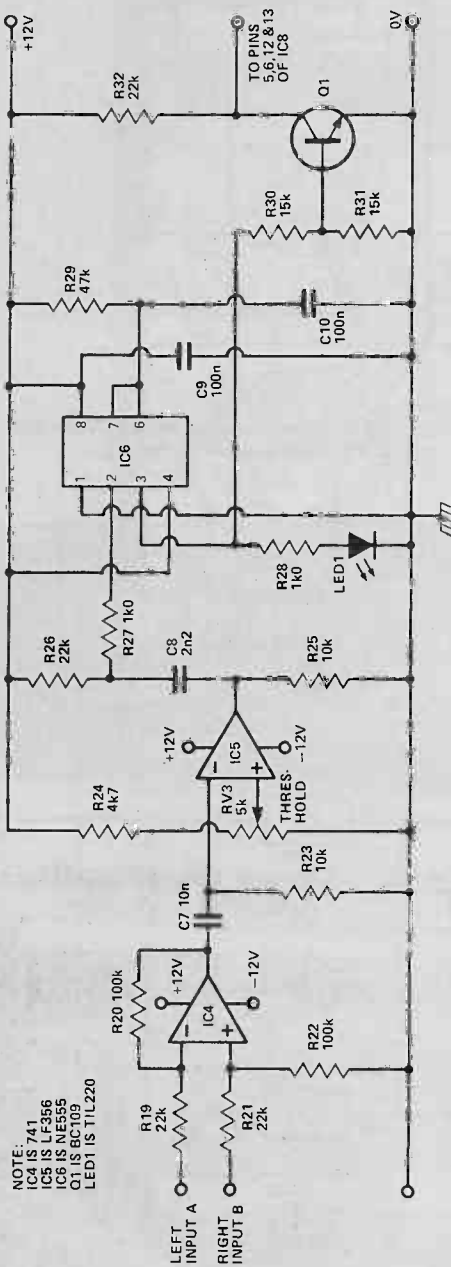 NOTE:
IC4 IS 741
IC5 IS LF356
IC6 IS NE555
Q1 IS BC109
LED1 IS TIL220
LEFT
INPUT A
RIGHT
INPUT B
R19
22k
R21
22k
R20 100k
+12V
−
+
IC4
−12V
R22
100k
C7 10n
R23
10k
R24
4k7
RV3
5k
THRES-
HOLD
+12V
−
+
IC5
−12V
R26
22k
R27 1k0
C8
2n2
R25
10k
1
2
3
4
IC6
8
7
6
R28
1k0
LED1
C9
100n
R29
47k
C10
100n
R30
15k
R31
15k
R32
22k
Q1
+12V
TO PINS
5,6,12 & 13
OF IC8
0V